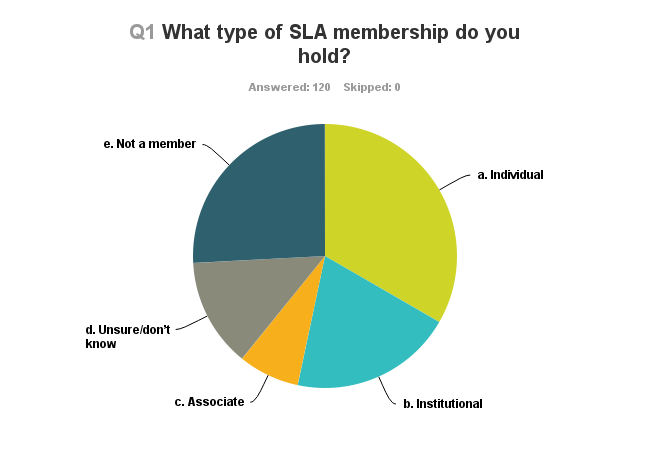 Q1 What type of SLA membership do you
hold?
Answered: 120 Skipped: 0
e. Not a member
a. Individual
d. Unsure/don't
know
c. Associate
b. Institutional